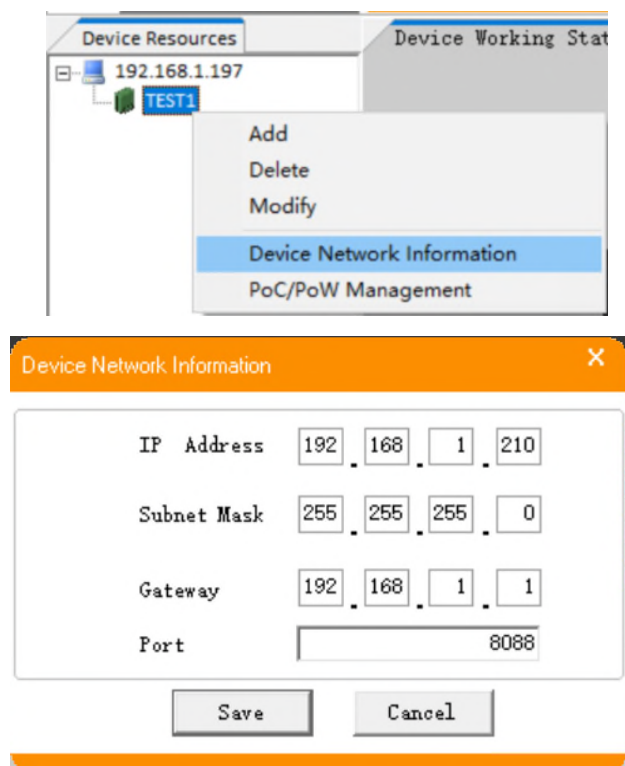 Device Resources
Device Working Stat
192.168.1.197
TEST1
Add
Delete
Modify
Device Network Information
PoC/PoW Management
Device Network Information
IP Address 192 . 168 . 1 . 210
Subnet Mask 255 . 255 . 255 . 0
Gateway 192 . 168 . 1 . 1
Port 8088
Save Cancel